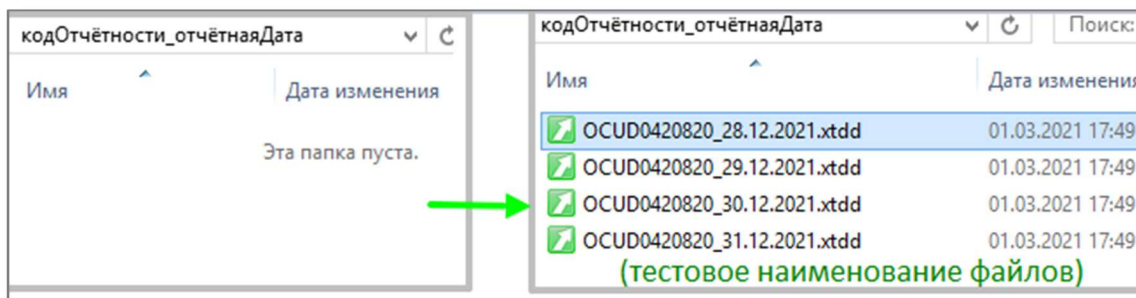 кодОтчётности_отчётнаяДата
Имя Дата изменения
Эта папка пуста.
кодОтчётности_отчётнаяДата Поиск:
Имя Дата изменения
OCUD0420820_28.12.2021.xtdd 01.03.2021 17:49
OCUD0420820_29.12.2021.xtdd 01.03.2021 17:49
OCUD0420820_30.12.2021.xtdd 01.03.2021 17:49
OCUD0420820_31.12.2021.xtdd 01.03.2021 17:49
(тестовое наименование файлов)